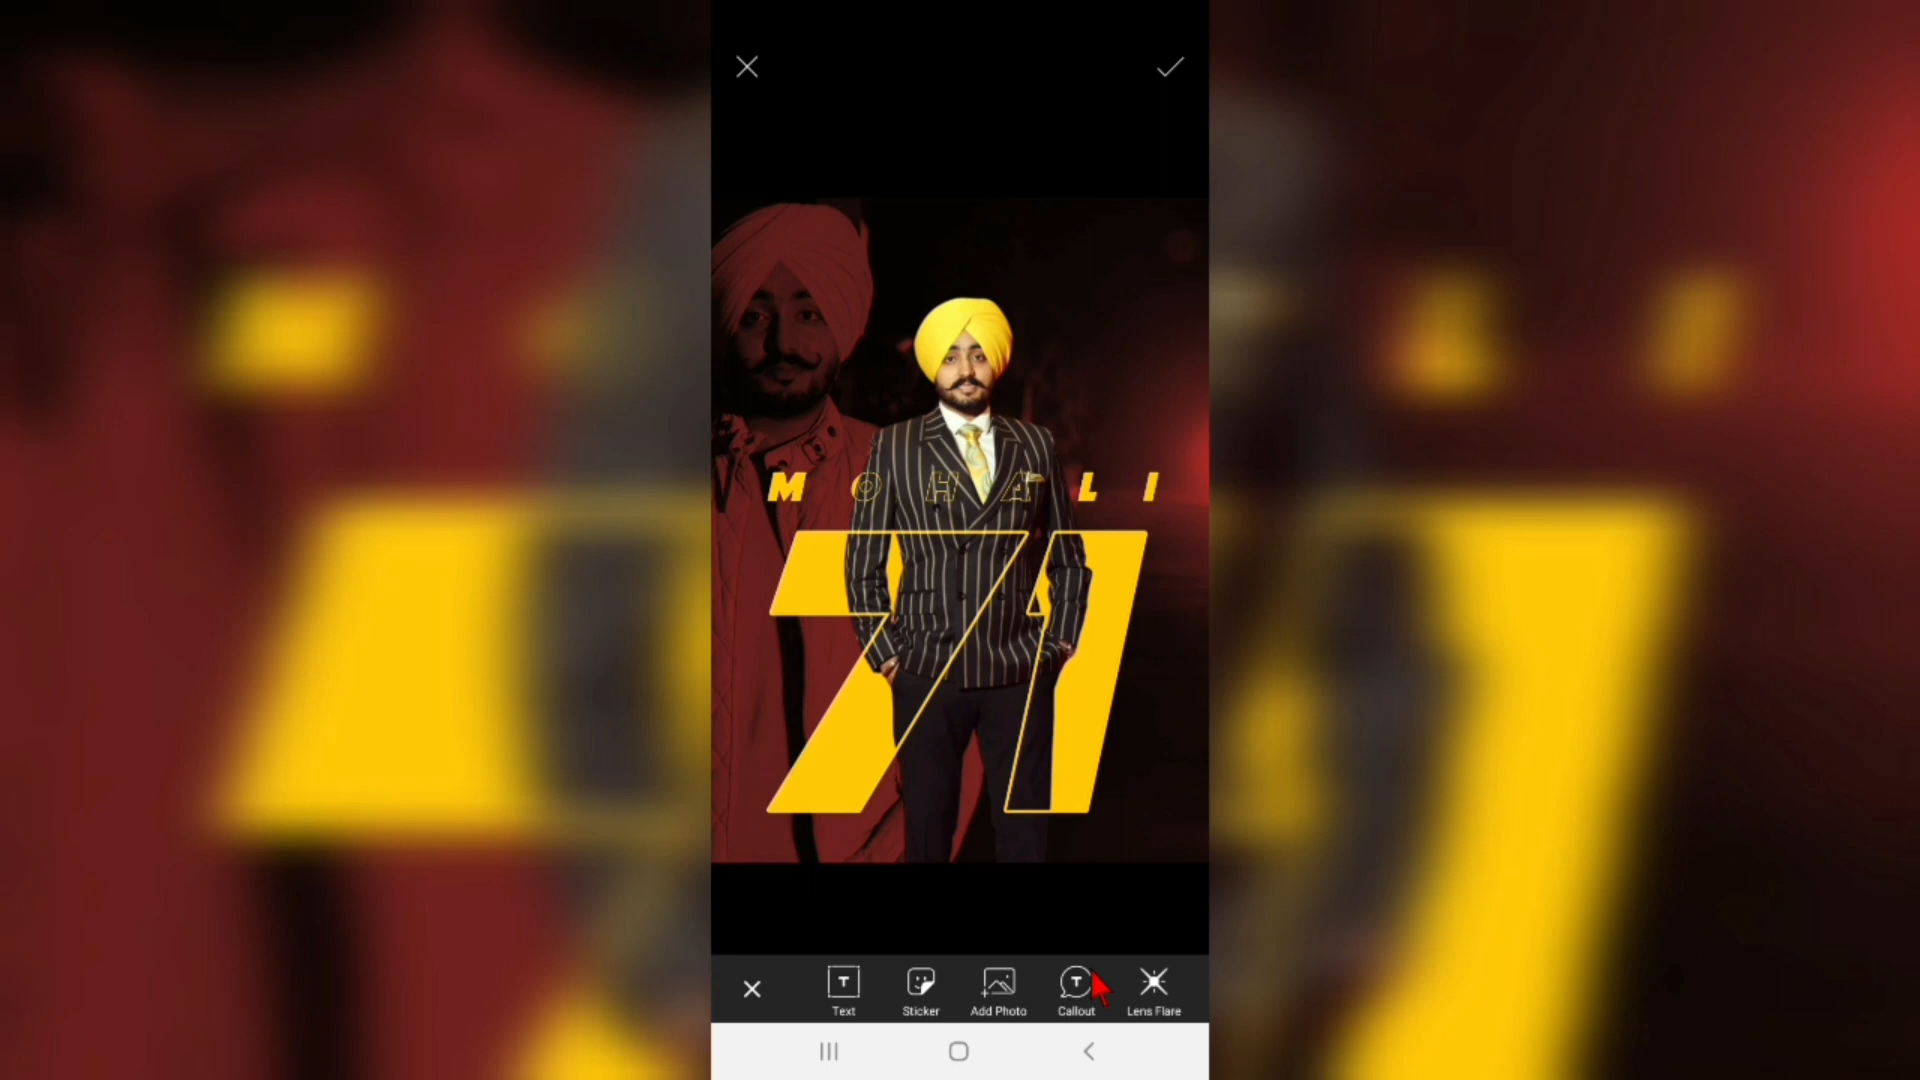 MOHALI
71
Text
Sticker
Add Photo
Callout
Lens Flare